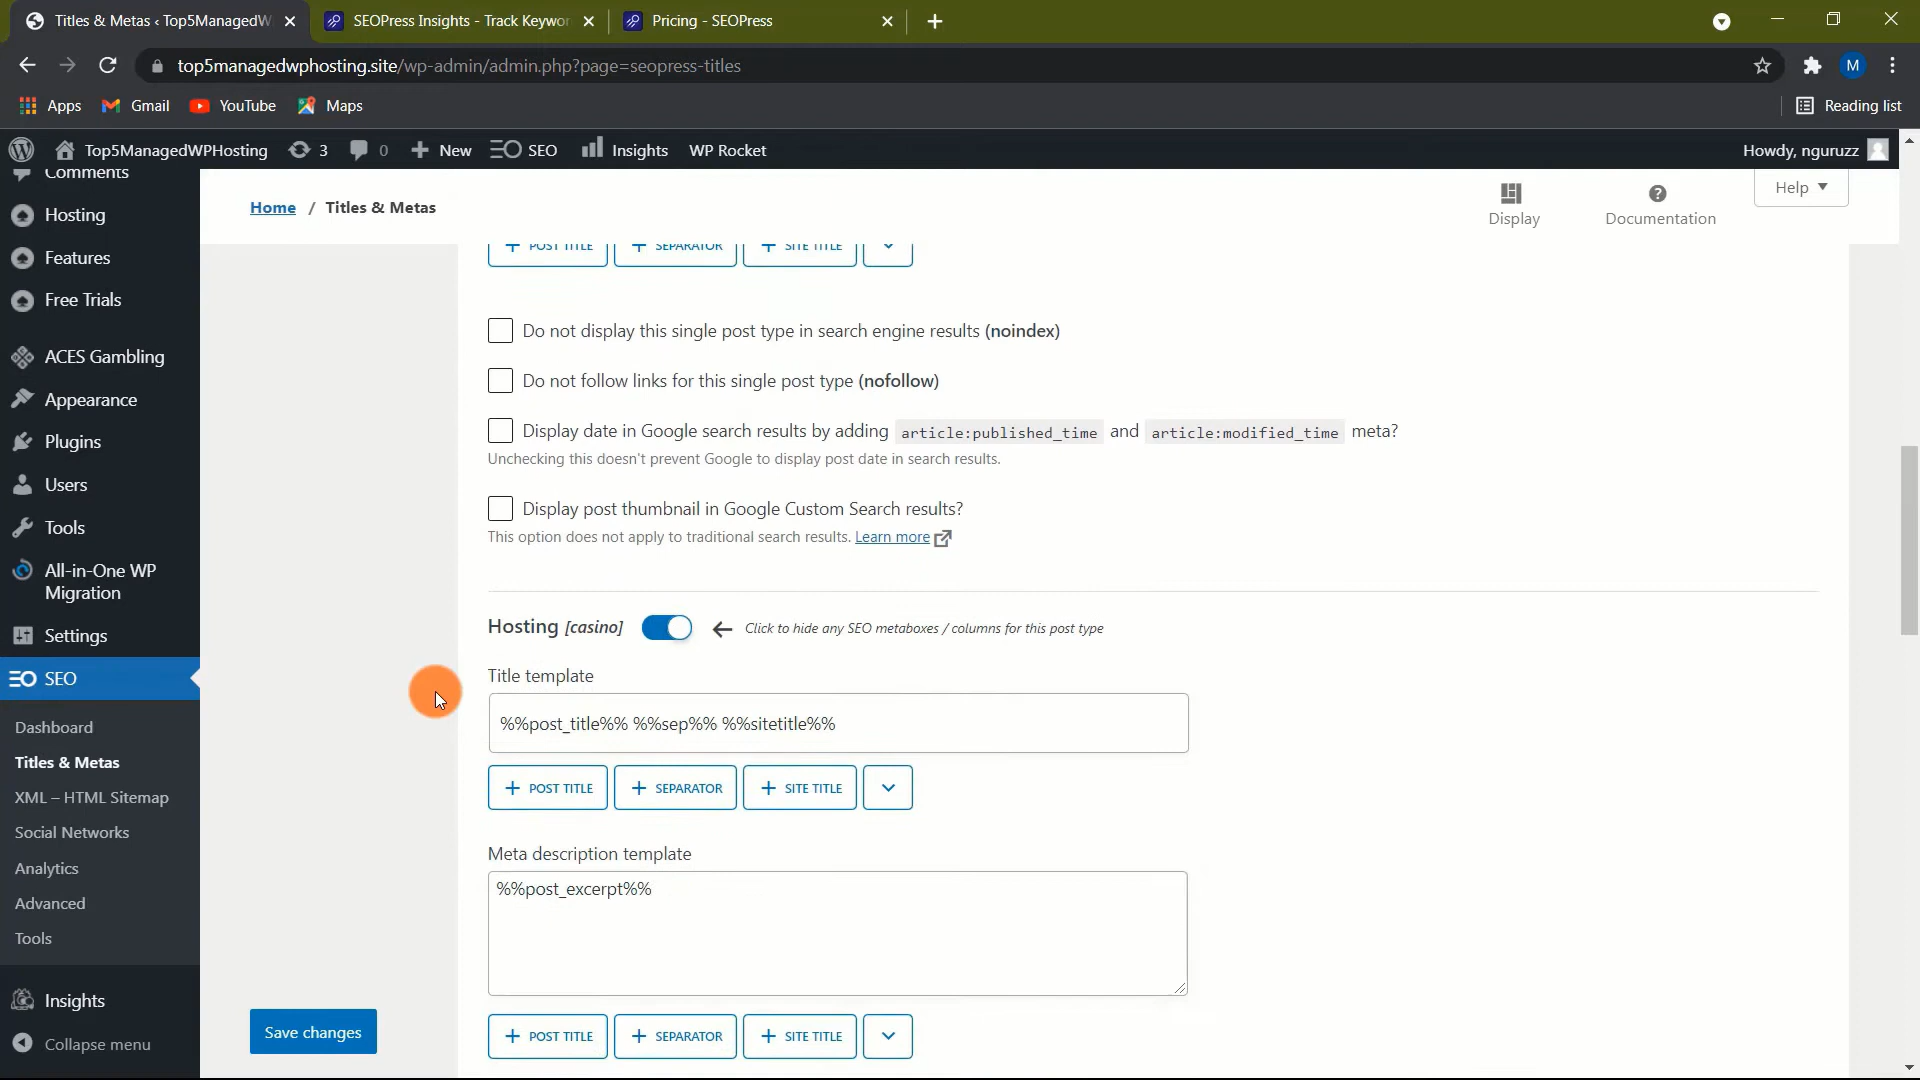 Titles & Metas ‹ Top5ManagedW
SEOPress Insights - Track Keywor
Pricing - SEOPress
top5managedwphosting.site/wp-admin/admin.php?page=seopress-titles
M
Apps
Gmail
YouTube
Maps
Reading list
Top5ManagedWPHosting
3
0
New
SEO
Insights
WP Rocket
Howdy, nguruzz
Comments
Hosting
Features
Free Trials
ACES Gambling
Appearance
Plugins
Users
Tools
All-in-One WP
Migration
Settings
SEO
Dashboard
Titles & Metas
XML – HTML Sitemap
Social Networks
Analytics
Advanced
Tools
Insights
Collapse menu
Home / Titles & Metas
Display
Documentation
Help
+ POST TITLE
+ SEPARATOR
+ SITE TITLE
Do not display this single post type in search engine results (noindex)
Do not follow links for this single post type (nofollow)
Display date in Google search results by adding article:published_time and article:modified_time meta?
Unchecking this doesn't prevent Google to display post date in search results.
Display post thumbnail in Google Custom Search results?
This option does not apply to traditional search results. Learn more
Hosting [casino]
Click to hide any SEO metaboxes / columns for this post type
Title template
%%post_title%% %%sep%% %%sitetitle%%
+ POST TITLE
+ SEPARATOR
+ SITE TITLE
Meta description template
%%post_excerpt%%
+ POST TITLE
+ SEPARATOR
+ SITE TITLE
Save changes